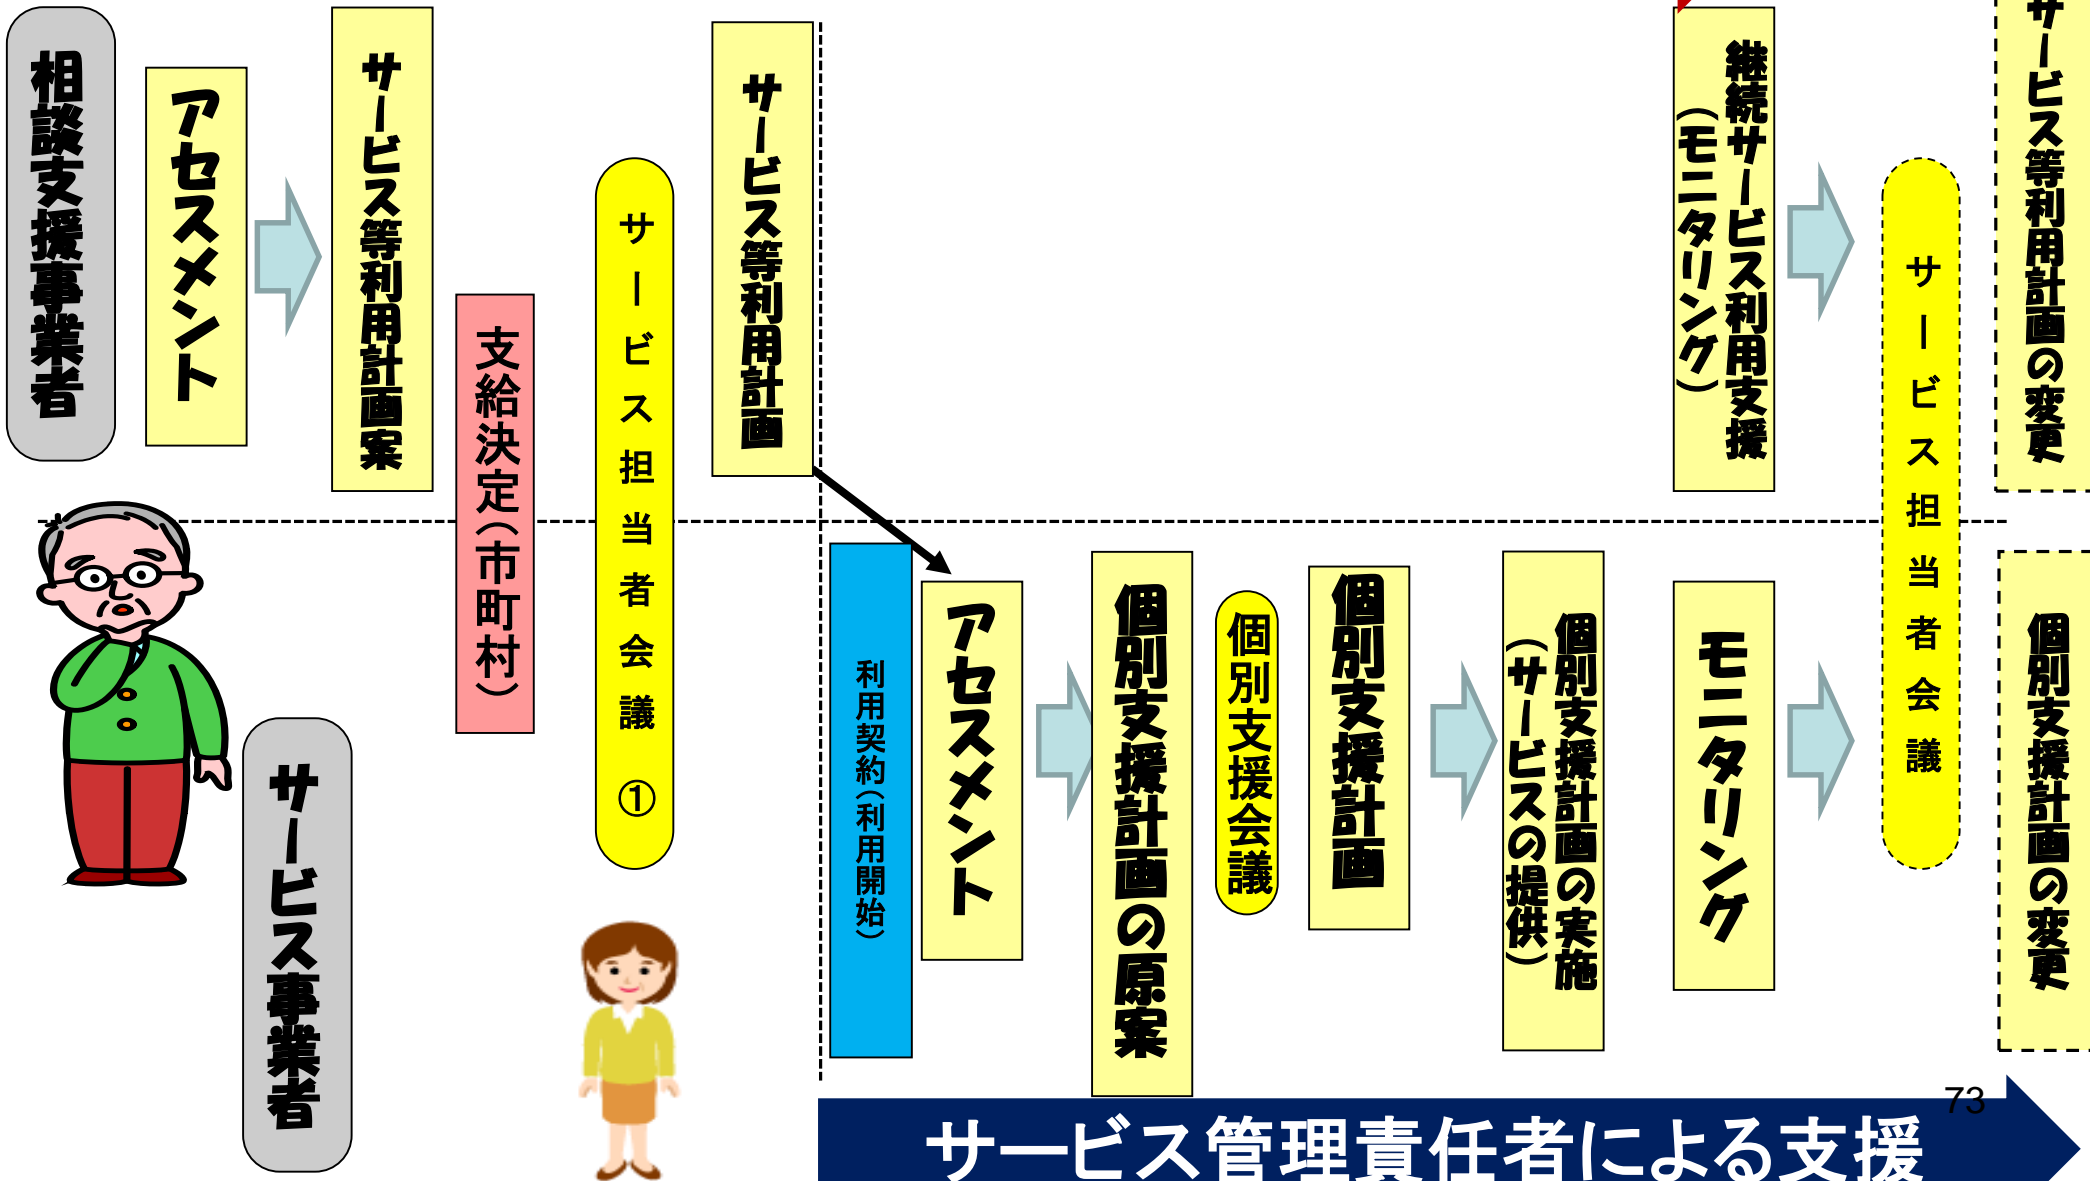 相談支援事業者
アセスメント
サービス等利用計画案
支給決定（市町村）
サービス担当者会議　①
サービス等利用計画
継続サービス利用支援
（モニタリング）
サービス担当者会議
サービス等利用計画の変更
サービス事業者
利用契約（利用開始）
アセスメント
個別支援計画の原案
個別支援会議
個別支援計画
個別支援計画の実施
（サービスの提供）
モニタリング
個別支援計画の変更
73
サービス管理責任者による支援